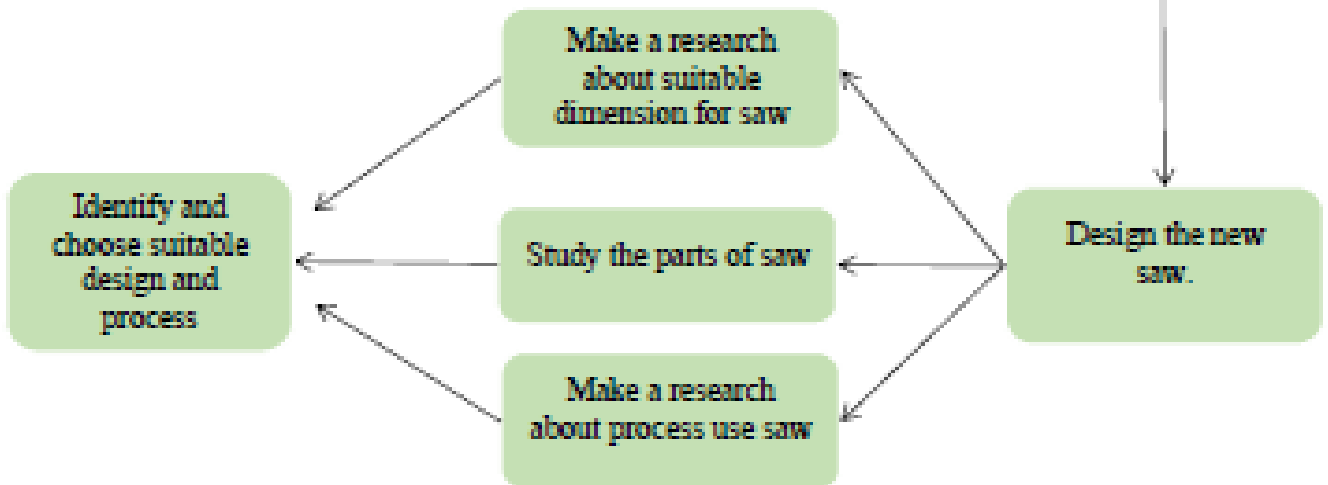 Make a research
about suitable
dimension for saw
Identify and
choose suitable
design and
process
Study the parts of saw
Design the new
saw.
Make a research
about process use saw